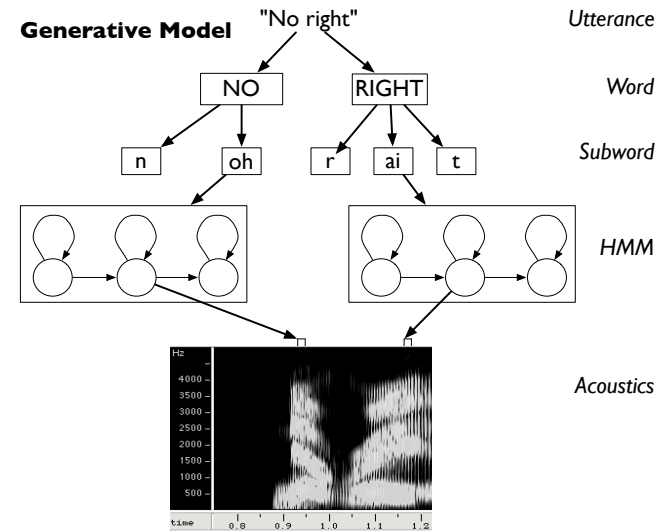 Generative Model
"No right"
Utterance
NO
RIGHT
Word
n
oh
r
ai
t
Subword
HMM
Hz
4000
3500
3000
2500
2000
1500
1000
500
Acoustics
time 0.8 0.9 1.0 1.1 1.2